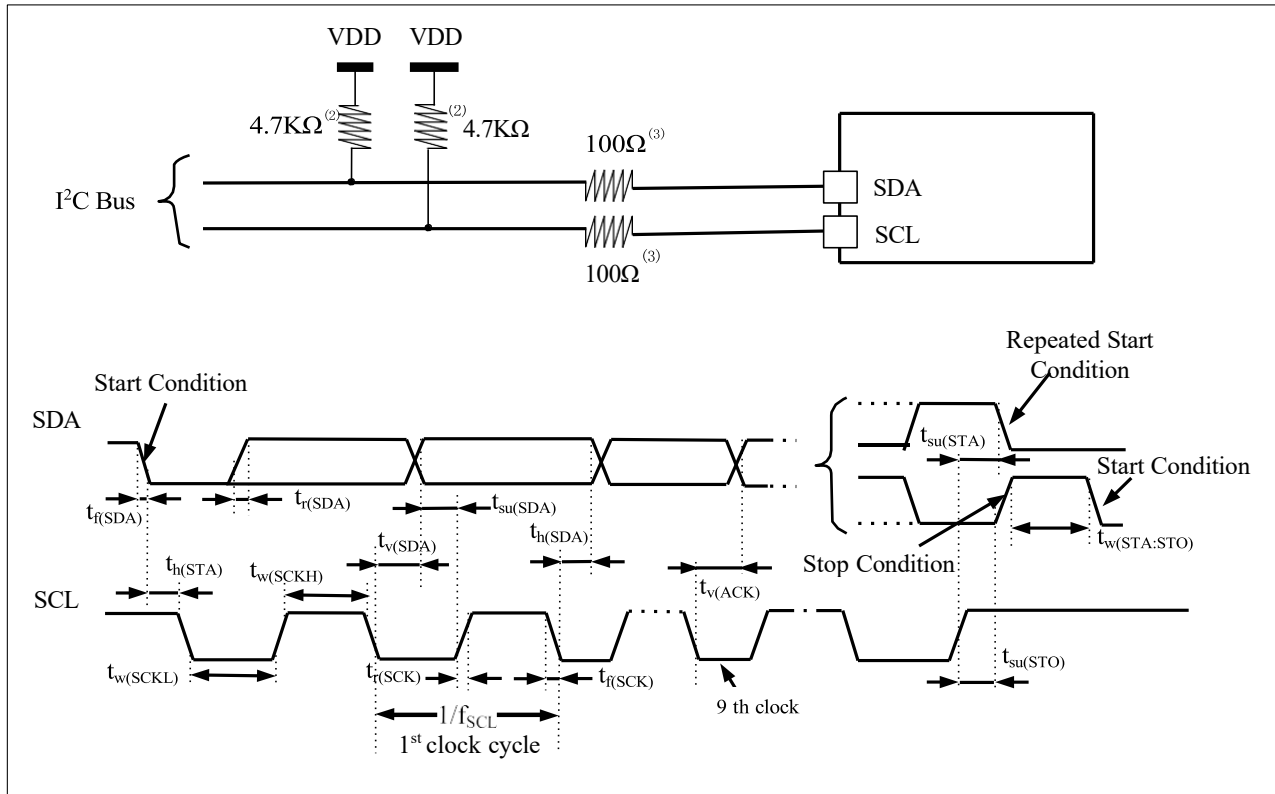 VDD VDD
4.7KΩ(2) (2) 4.7KΩ
100Ω(3)
I²C Bus
SDA
SCL
100Ω(3)
Repeated Start
Condition
Start Condition
SDA
tsu(STA)
Start Condition
tf(SDA)
tr(SDA)
tsu(SDA)
th(SDA)
tv(SDA)
tw(STA:STO)
Stop Condition
th(STA)
tw(SCKH)
tv(ACK)
SCL
tw(SCKL)
tr(SCK)
tf(SCK)
tsu(STO)
9 th clock
1/fSCL
1st clock cycle